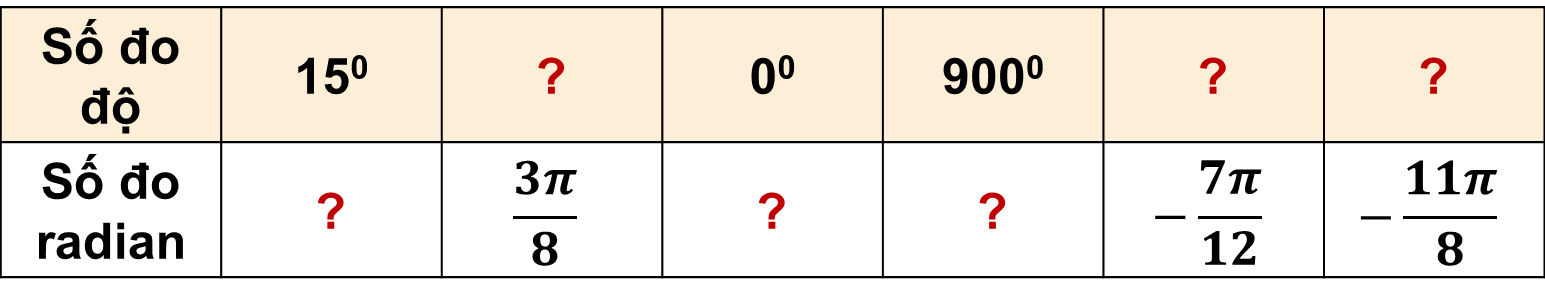 Số đo độ 15⁰ ? 0⁰ 900⁰ ? ?
Số đo radian ? 3π/8 ? ? −7π/12 −11π/8